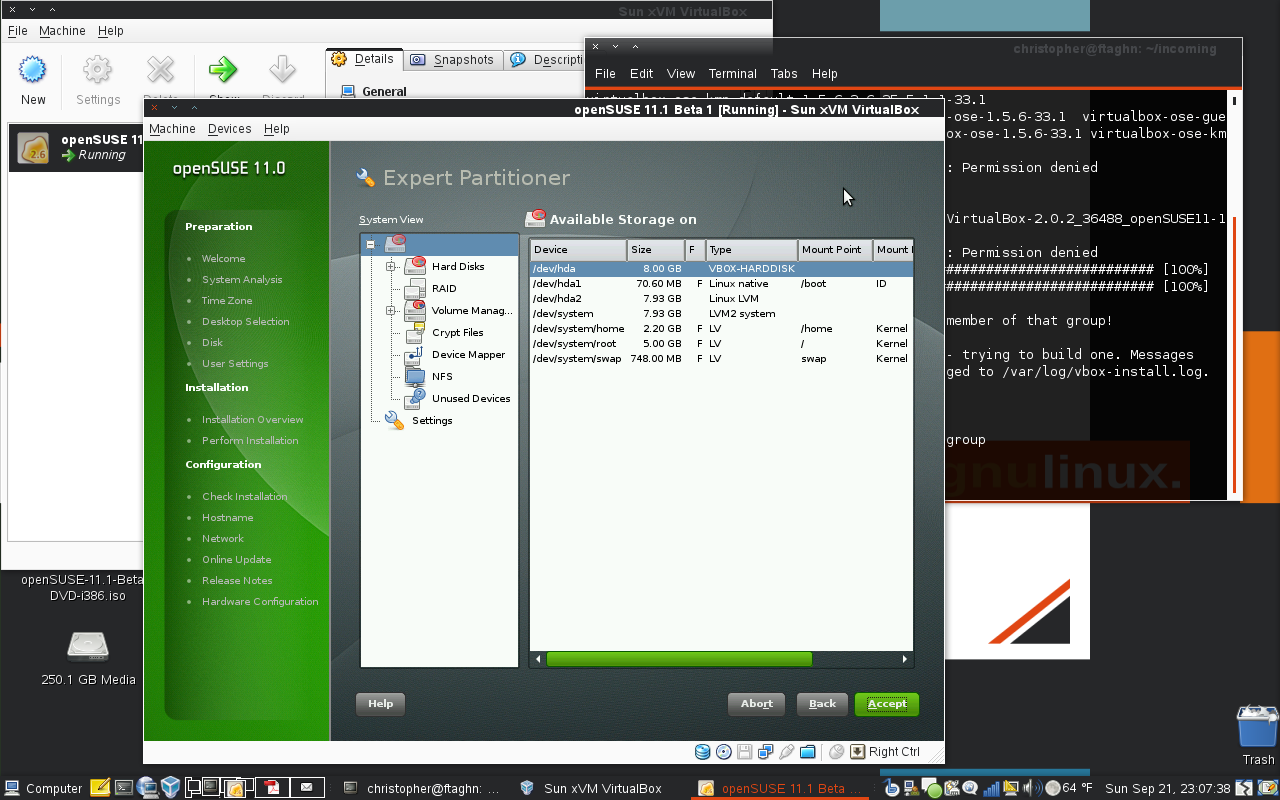 Sun xVM VirtualBox
File Machine Help
New Settings Delete Show Discard
Details Snapshots Descripti
General
openSUSE 11
Running
2.6
christopher@ftaghn: ~/incoming
File Edit View Terminal Tabs Help
-ose-1.5.6-33.1 virtualbox-ose-gue
ox-ose-1.5.6-33.1 virtualbox-ose-km
: Permission denied
VirtualBox-2.0.2_36488_openSUSE11-1
: Permission denied
########################## [100%]
########################## [100%]
member of that group!
- trying to build one. Messages
ged to /var/log/vbox-install.log.
group
gnulinux.
openSUSE 11.1 Beta 1 [Running] - Sun xVM VirtualBox
Machine Devices Help
openSUSE 11.0
Preparation
Welcome
System Analysis
Time Zone
Desktop Selection
Disk
User Settings
Installation
Installation Overview
Perform Installation
Configuration
Check Installation
Hostname
Network
Online Update
Release Notes
Hardware Configuration
Expert Partitioner
System View
Hard Disks
RAID
Volume Manag...
Crypt Files
Device Mapper
NFS
Unused Devices
Settings
Available Storage on
Device Size F Type Mount Point Mount
/dev/hda 8.00 GB VBOX-HARDDISK
/dev/hda1 70.60 MB F Linux native /boot ID
/dev/hda2 7.93 GB Linux LVM
/dev/system 7.93 GB LVM2 system
/dev/system/home 2.20 GB F LV /home Kernel
/dev/system/root 5.00 GB F LV / Kernel
/dev/system/swap 748.00 MB F LV swap Kernel
Help Abort Back Accept
Right Ctrl
openSUSE-11.1-Beta
DVD-i386.iso
250.1 GB Media
Trash
Computer christopher@ftaghn: ... Sun xVM VirtualBox openSUSE 11.1 Beta ... 64 °F Sun Sep 21, 23:07:38